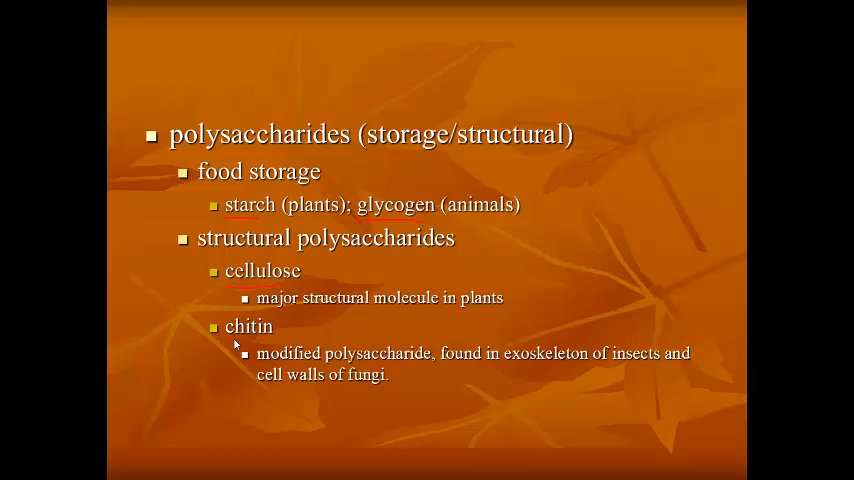 polysaccharides (storage/structural)
food storage
starch (plants); glycogen (animals)
structural polysaccharides
cellulose
major structural molecule in plants
chitin
modified polysaccharide, found in exoskeleton of insects and
cell walls of fungi.